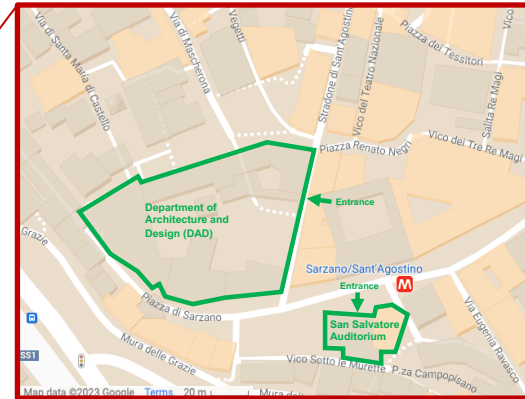 Via di Santa Maria di Castello
Via di Mascherona
Vegetti
Stradone di Sant'Agostino
Vico del Teatro Nazionale
Piazza dei Tessitori
Vico
Salita Re Magi
Vico dei Tre Re Magi
Piazza Renato Negri
Department of
Architecture and
Design (DAD)
Entrance
Grazie
Sarzano/Sant'Agostino
Entrance
M
Piazza di Sarzano
San Salvatore
Auditorium
Via Eugenia Ravasco
Mura delle Grazie
SS1
Vico Sotto le Murette
P.za Campopisano
Map data ©2023 Google
Terms
20 m
Mura del